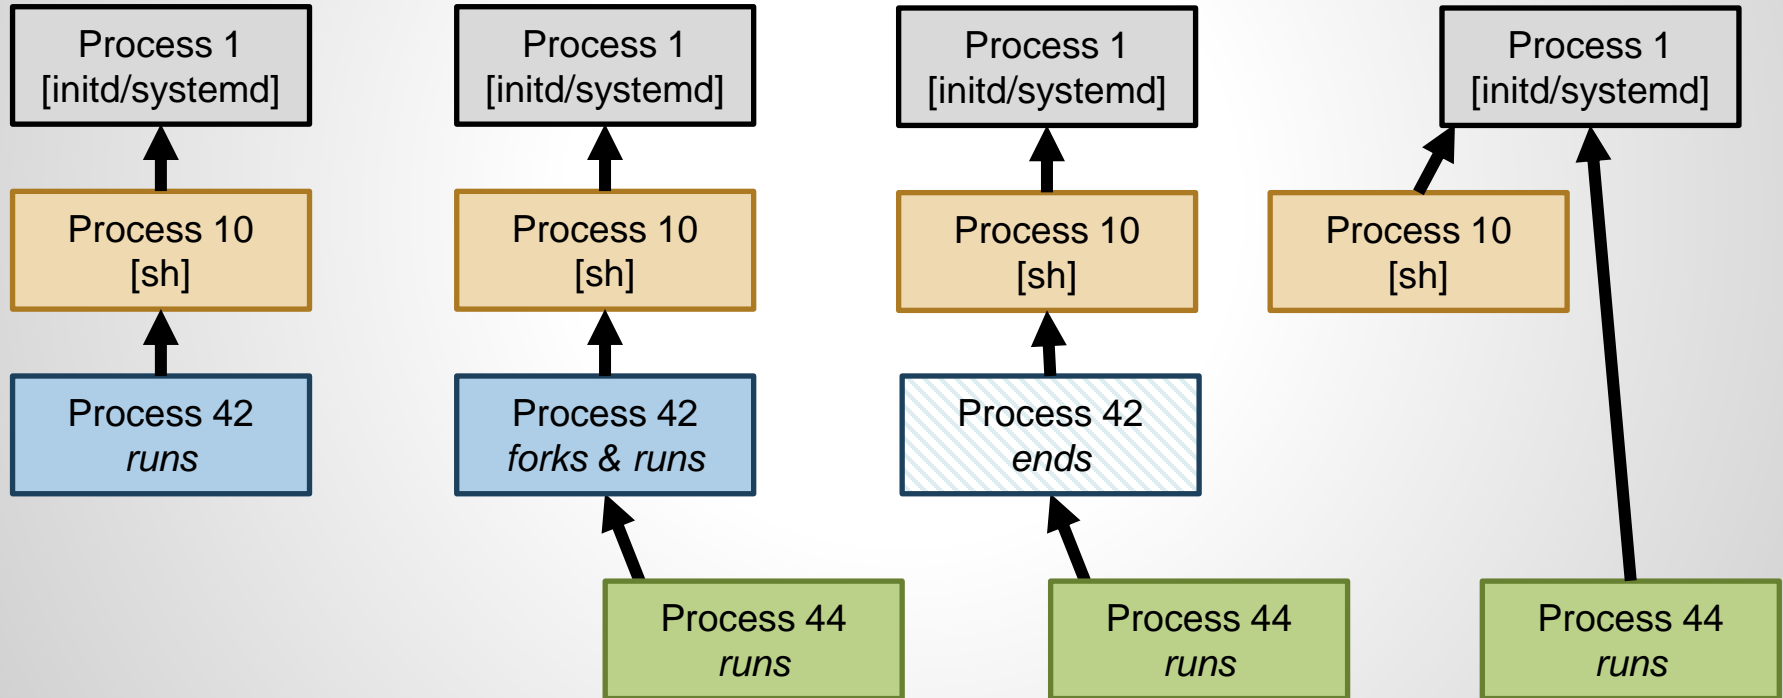 Process 1
[initd/systemd]
Process 1
[initd/systemd]
Process 1
[initd/systemd]
Process 1
[initd/systemd]
Process 10
[sh]
Process 10
[sh]
Process 10
[sh]
Process 10
[sh]
Process 42
runs
Process 42
forks & runs
Process 42
ends
Process 44
runs
Process 44
runs
Process 44
runs